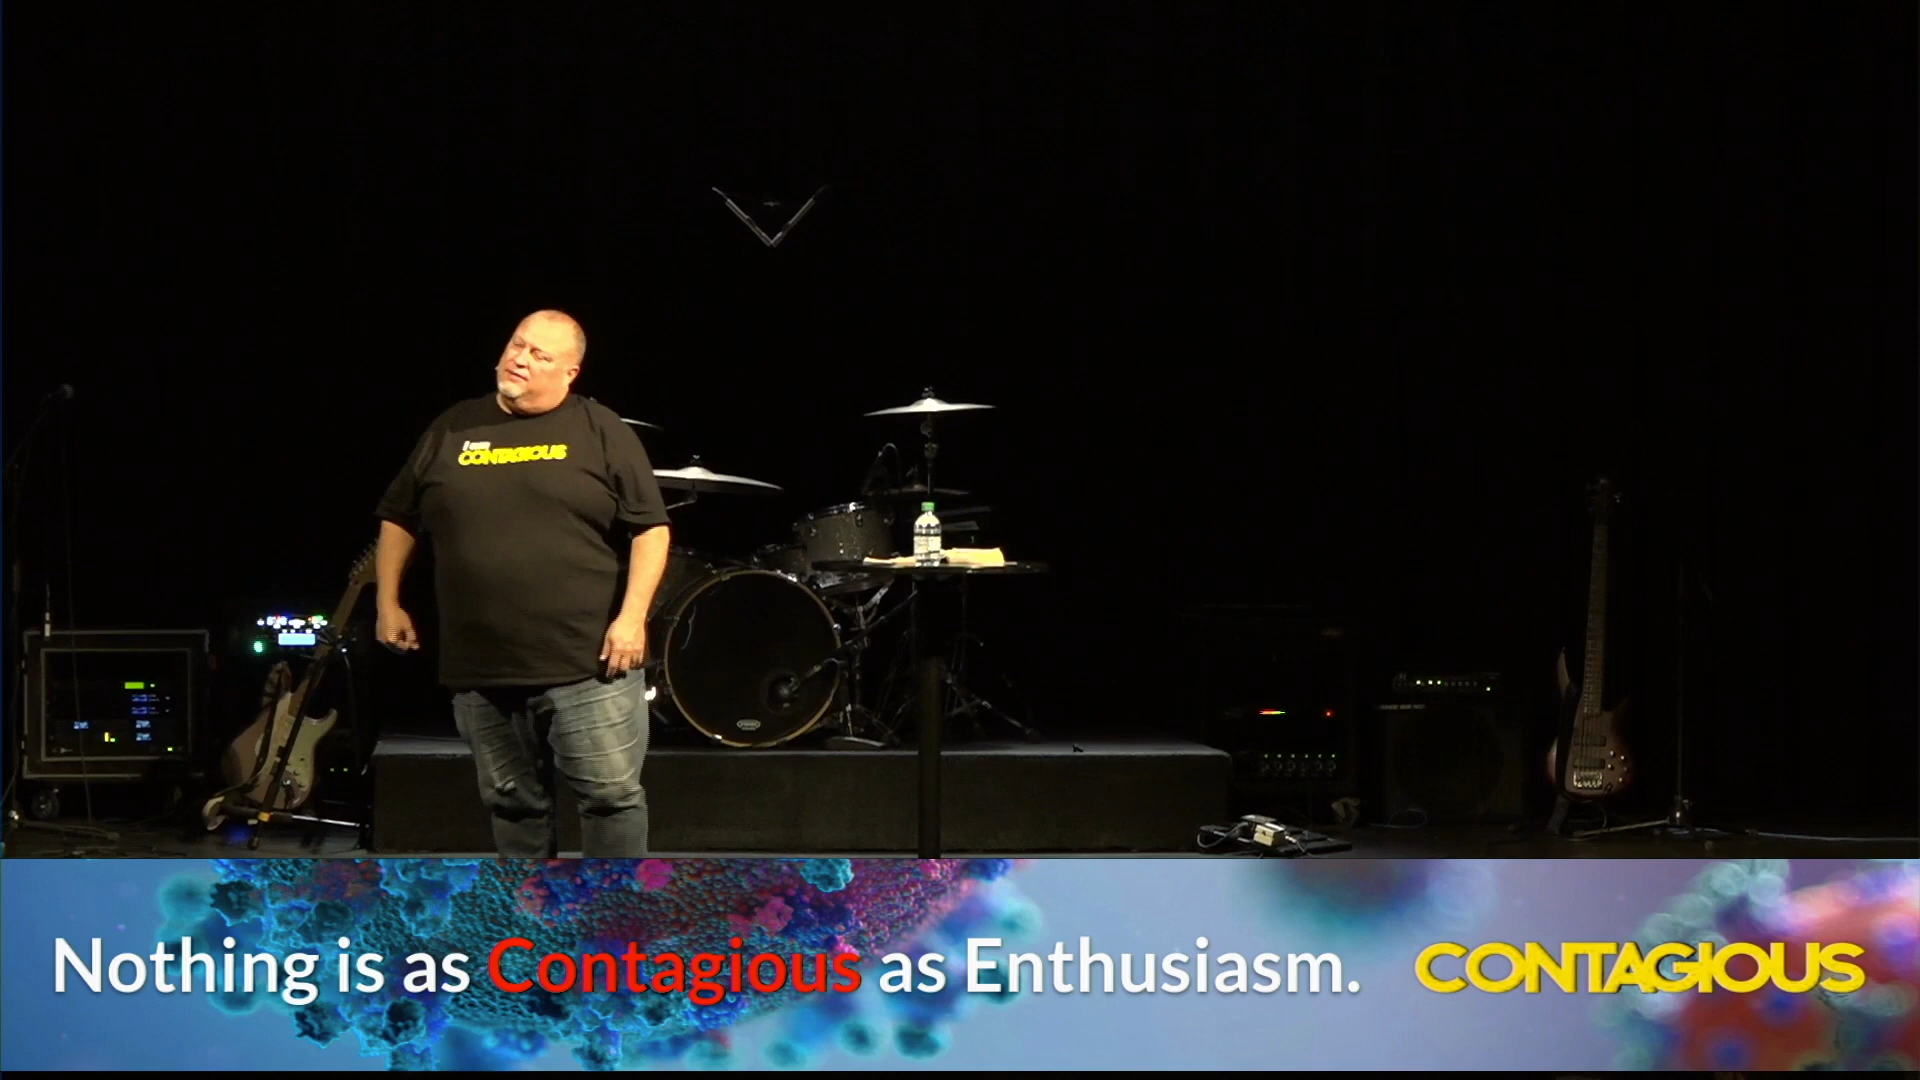 I am
CONTAGIOUS
Nothing is as Contagious as Enthusiasm. CONTAGIOUS